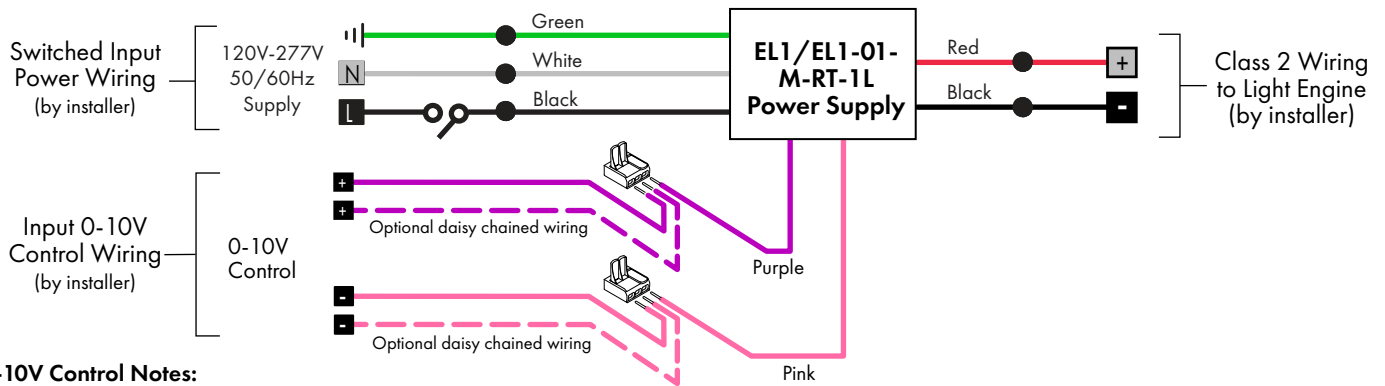 Switched Input
Power Wiring
(by installer)
120V-277V
50/60Hz
Supply
N
L
Green
White
Black
EL1/EL1-01-
M-RT-1L
Power Supply
Red
Black
+
-
Class 2 Wiring
to Light Engine
(by installer)
Input 0-10V
Control Wiring
(by installer)
0-10V
Control
+
+
Optional daisy chained wiring
Purple
-
-
Optional daisy chained wiring
Pink
-10V Control Notes: